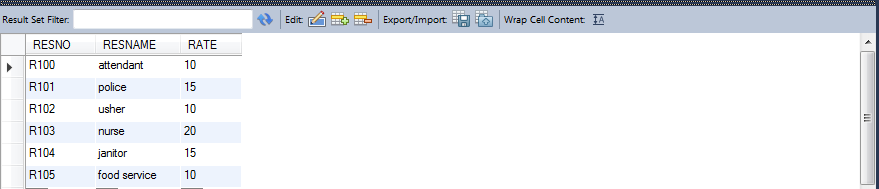 Result Set Filter: Edit: Export/Import: Wrap Cell Content:
RESNO RESNAME RATE
R100 attendant 10
R101 police 15
R102 usher 10
R103 nurse 20
R104 janitor 15
R105 food service 10